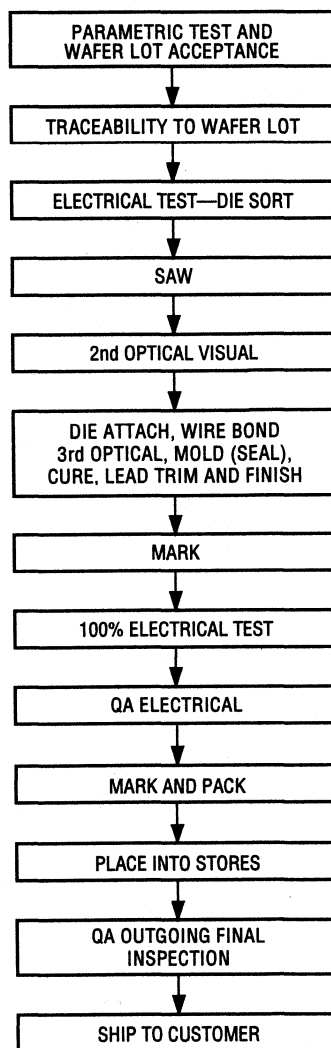 PARAMETRIC TEST AND
WAFER LOT ACCEPTANCE
TRACEABILITY TO WAFER LOT
ELECTRICAL TEST—DIE SORT
SAW
2nd OPTICAL VISUAL
DIE ATTACH, WIRE BOND
3rd OPTICAL, MOLD (SEAL),
CURE, LEAD TRIM AND FINISH
MARK
100% ELECTRICAL TEST
QA ELECTRICAL
MARK AND PACK
PLACE INTO STORES
QA OUTGOING FINAL
INSPECTION
SHIP TO CUSTOMER